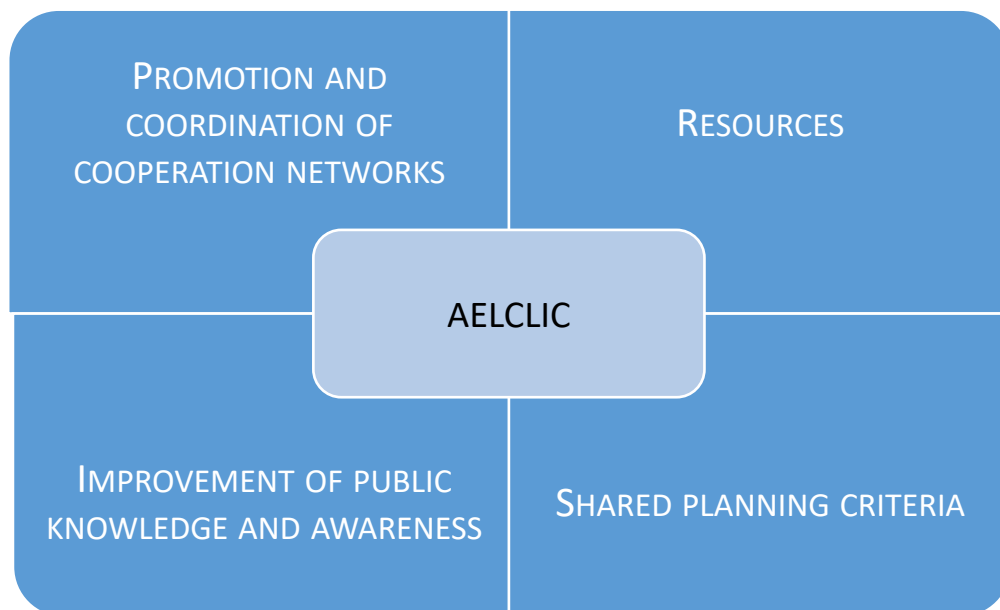 PROMOTION AND
COORDINATION OF
COOPERATION NETWORKS
RESOURCES
AELCLIC
IMPROVEMENT OF PUBLIC
KNOWLEDGE AND AWARENESS
SHARED PLANNING CRITERIA